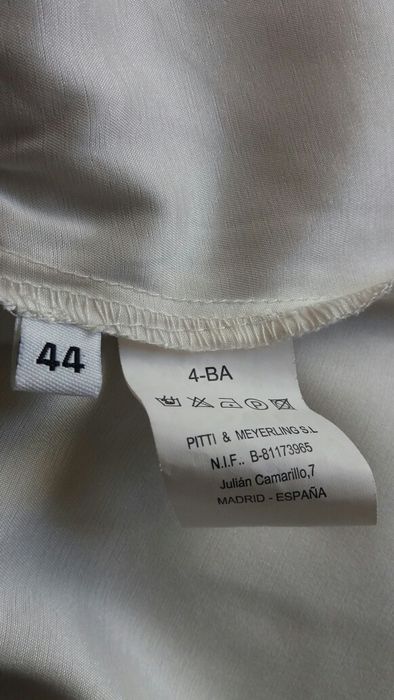 44
4-BA
PITTI & MEYERLING S.L
N.I.F.. B-81173965
Julián Camarillo,7
MADRID - ESPAÑA